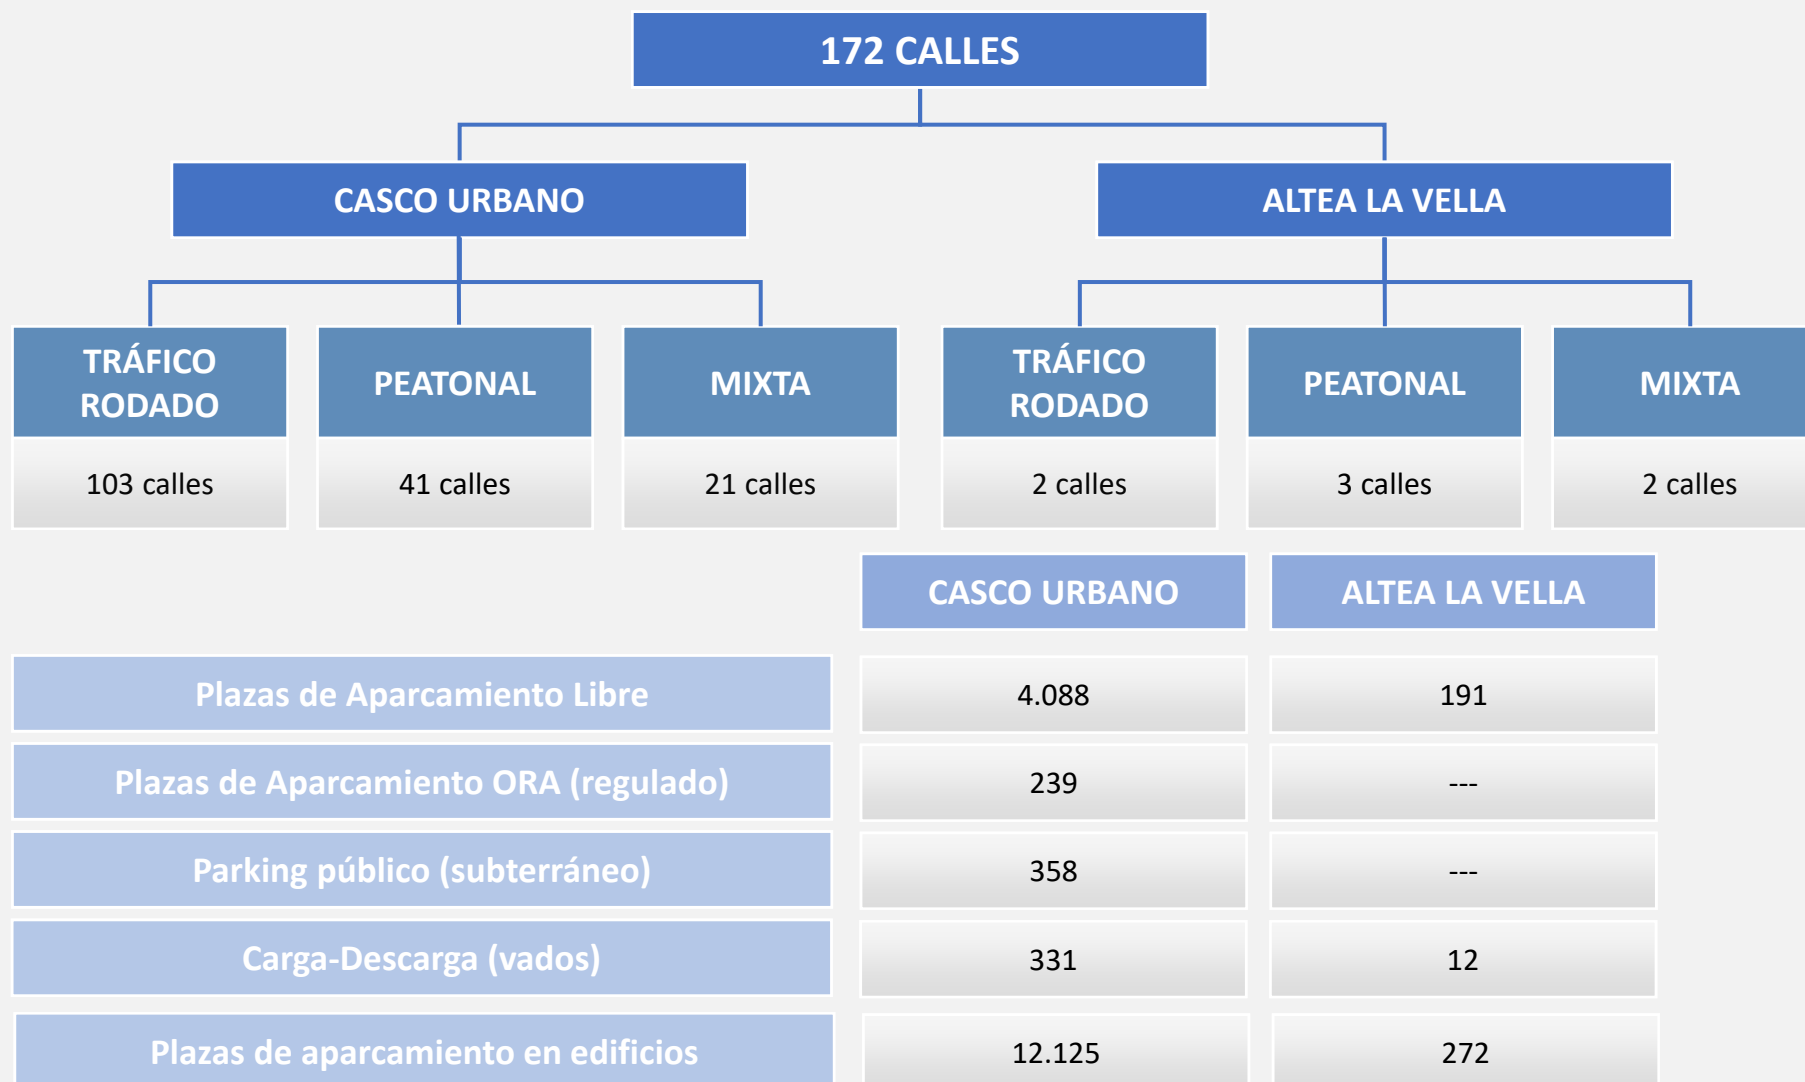 172 CALLES
CASCO URBANO
ALTEA LA VELLA
TRÁFICO
RODADO
PEATONAL
MIXTA
TRÁFICO
RODADO
PEATONAL
MIXTA
103 calles
41 calles
21 calles
2 calles
3 calles
2 calles
CASCO URBANO
ALTEA LA VELLA
Plazas de Aparcamiento Libre
4.088
191
Plazas de Aparcamiento ORA (regulado)
239
---
Parking público (subterráneo)
358
---
Carga-Descarga (vados)
331
12
Plazas de aparcamiento en edificios
12.125
272